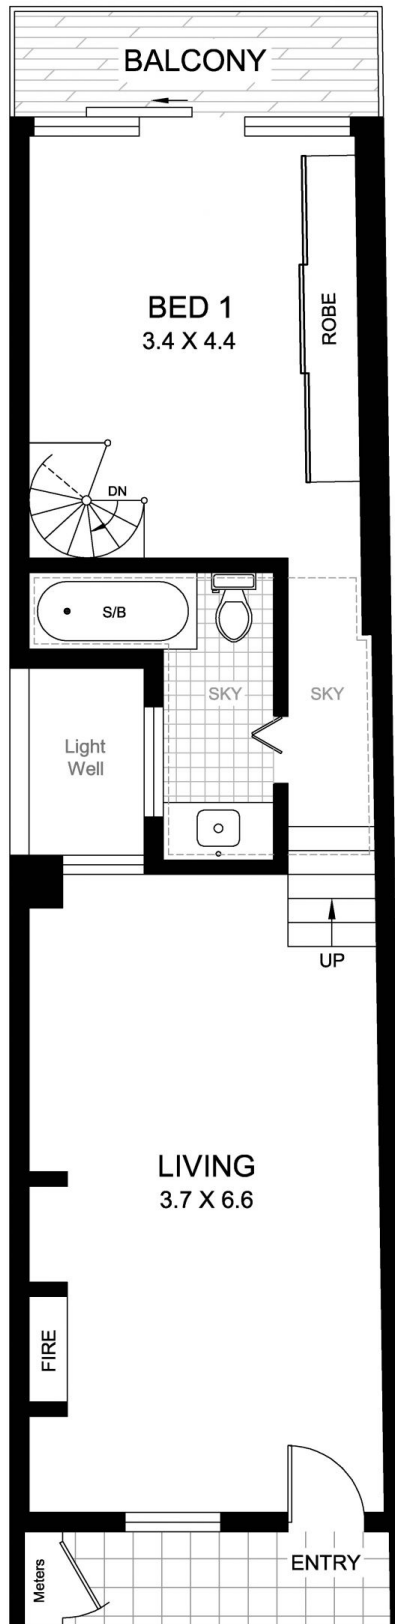 BALCONY
BED 1
3.4 X 4.4
ROBE
DN
S/B
SKY
SKY
Light
Well
UP
LIVING
3.7 X 6.6
FIRE
ENTRY
Meters